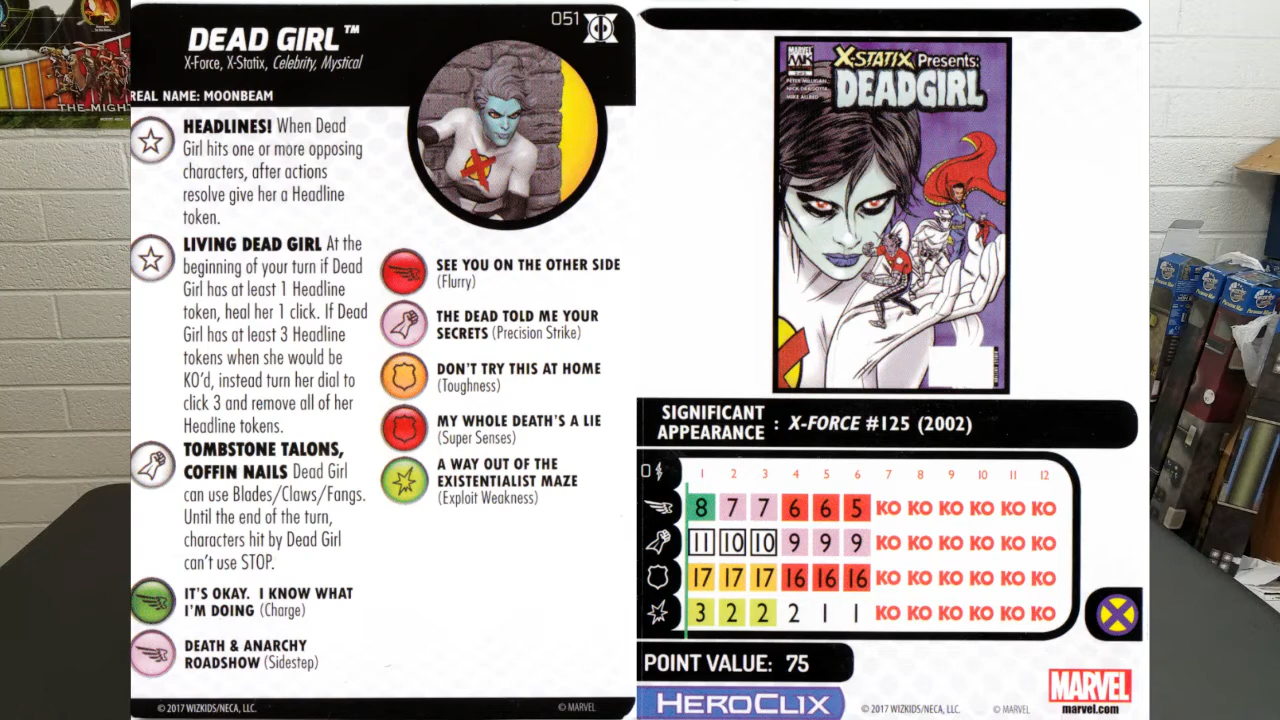 THE MIGH
051
DEAD GIRL™
X-Force, X-Statix, Celebrity, Mystical
REAL NAME: MOONBEAM
HEADLINES! When Dead
Girl hits one or more opposing
characters, after actions
resolve give her a Headline
token.
LIVING DEAD GIRL At the
beginning of your turn if Dead
Girl has at least 1 Headline
token, heal her 1 click. If Dead
Girl has at least 3 Headline
tokens when she would be
KO'd, instead turn her dial to
click 3 and remove all of her
Headline tokens.
TOMBSTONE TALONS,
COFFIN NAILS Dead Girl
can use Blades/Claws/Fangs.
Until the end of the turn,
characters hit by Dead Girl
can't use STOP.
IT'S OKAY. I KNOW WHAT
I'M DOING (Charge)
DEATH & ANARCHY
ROADSHOW (Sidestep)
SEE YOU ON THE OTHER SIDE
(Flurry)
THE DEAD TOLD ME YOUR
SECRETS (Precision Strike)
DON'T TRY THIS AT HOME
(Toughness)
MY WHOLE DEATH'S A LIE
(Super Senses)
A WAY OUT OF THE
EXISTENTIALIST MAZE
(Exploit Weakness)
© 2017 WIZKIDS/NECA, LLC.
© MARVEL
MARVEL
X-STATIX Presents:
DEADGIRL
PETER MILLIGAN
NICK DRAGOTTA
MIKE ALLRED
SIGNIFICANT
APPEARANCE : X-FORCE #125 (2002)
0 1 2 3 4 5 6 7 8 9 10 11 12
8 7 7 6 6 5 KO KO KO KO KO KO
11 10 10 9 9 9 KO KO KO KO KO KO
17 17 17 16 16 16 KO KO KO KO KO KO
3 2 2 2 1 1 KO KO KO KO KO KO
POINT VALUE: 75
HEROCLIX
© 2017 WIZKIDS/NECA, LLC.
© MARVEL
MARVEL
marvel.com